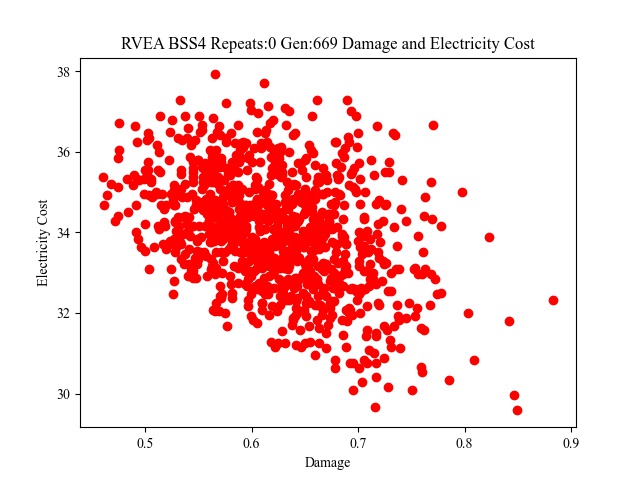 RVEA BSS4 Repeats:0 Gen:669 Damage and Electricity Cost
38
36
34
32
30
Electricity Cost
0.5 0.6 0.7 0.8 0.9
Damage